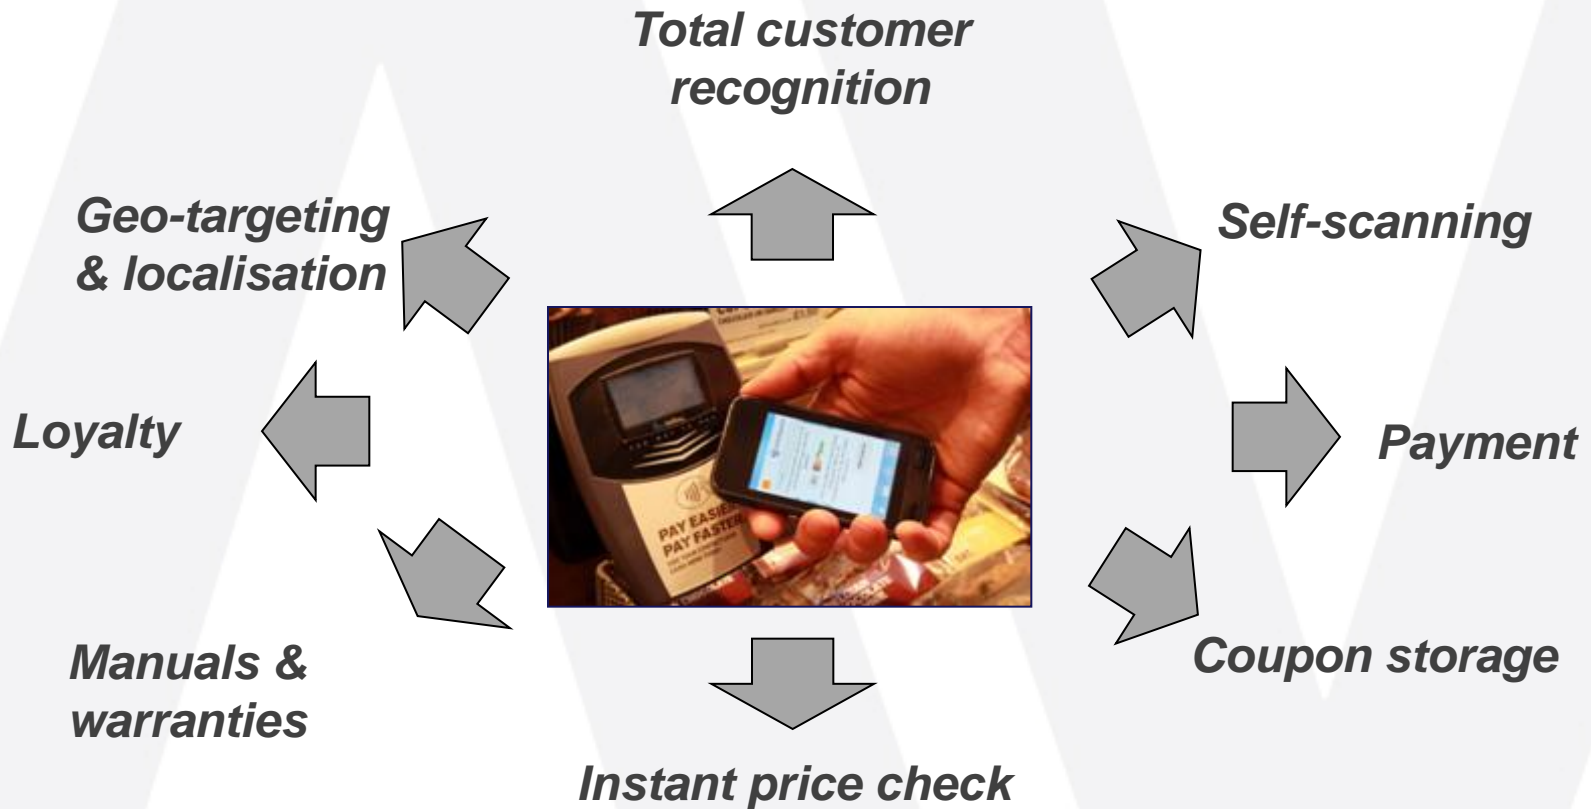 Total customer
recognition
Geo-targeting
& localisation
Self-scanning
Loyalty
Payment
PAY EASIER
PAY FASTER
Manuals &
warranties
Coupon storage
Instant price check